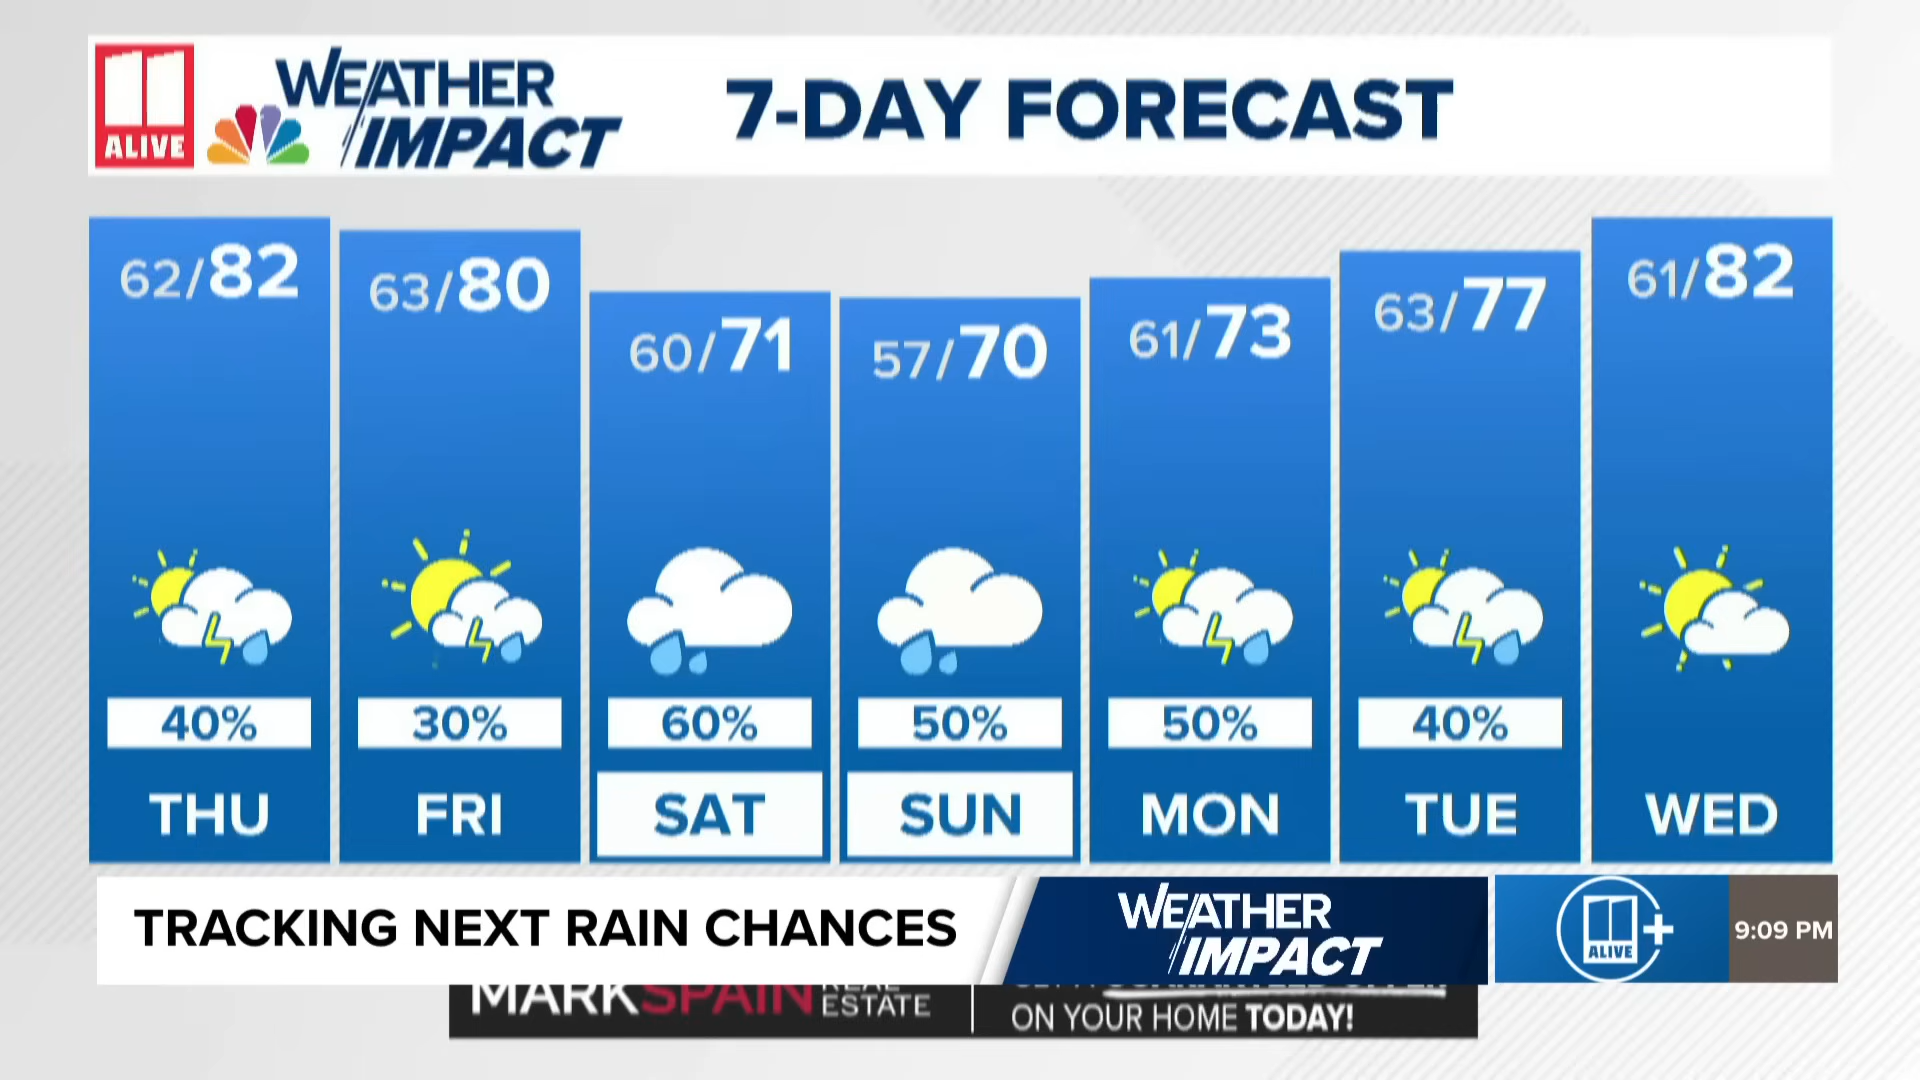 ALIVE
WEATHER
IMPACT
7-DAY FORECAST
62/82
63/80
60/71
57/70
61/73
63/77
61/82
40%
30%
60%
50%
50%
40%
THU
FRI
SAT
SUN
MON
TUE
WED
TRACKING NEXT RAIN CHANCES
WEATHER
IMPACT
11
ALIVE
+
9:09 PM
MARKSPAIN
REAL
ESTATE
ON YOUR HOME TODAY!